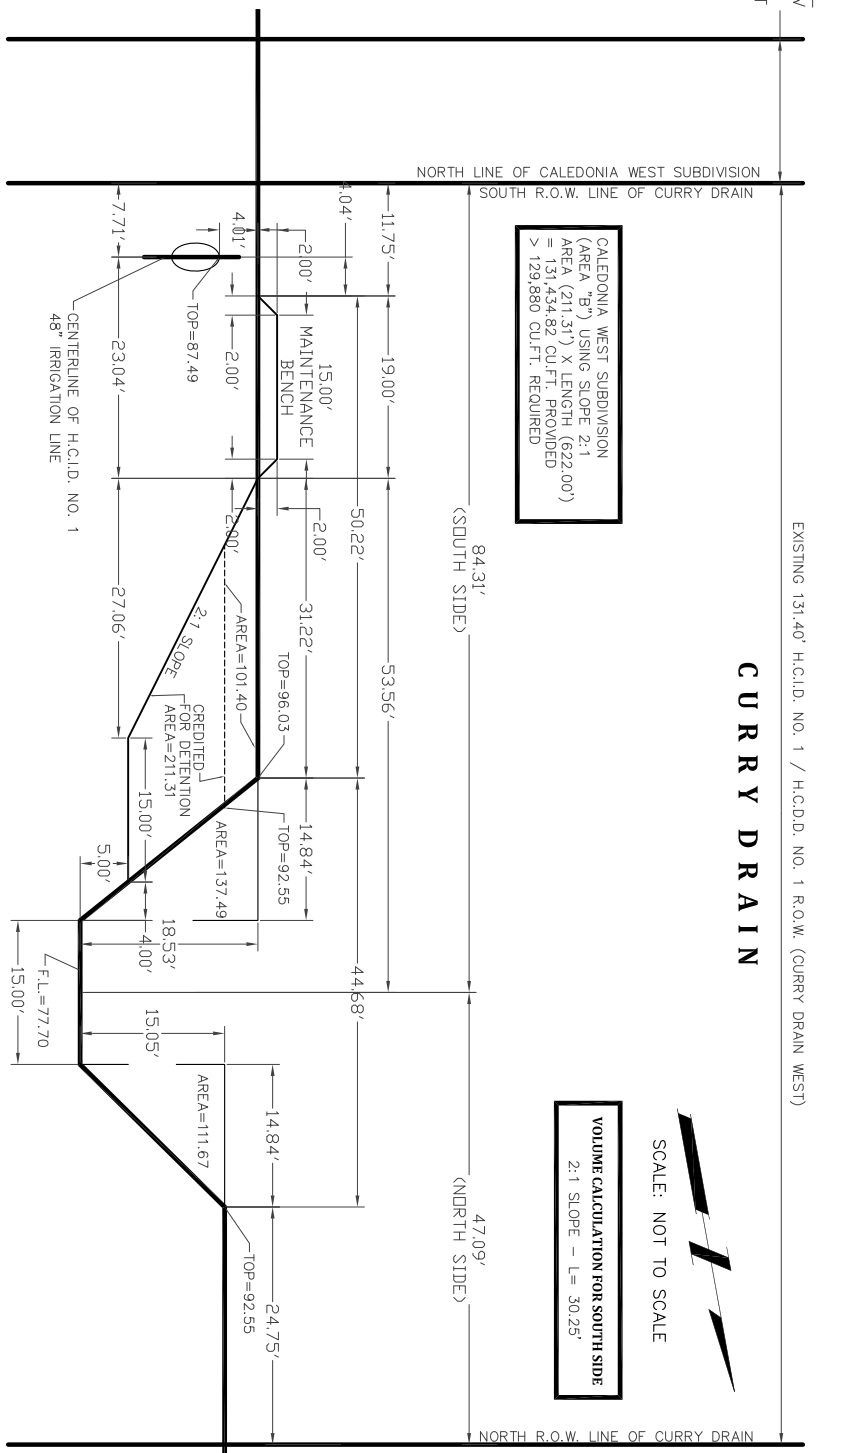 EXISTING 131.40' H.C.I.D. NO. 1 / H.C.D.D. NO. 1 R.O.W. (CURRY DRAIN WEST)
CURRY DRAIN
SCALE: NOT TO SCALE
CALEDONIA WEST SUBDIVISION
(AREA "B") USING SLOPE 2:1
AREA (211.31') X LENGTH (622.00')
= 131,434.82 CU.FT. PROVIDED
> 129,880 CU.FT. REQUIRED
VOLUME CALCULATION FOR SOUTH SIDE
2:1 SLOPE - L= 30.25'
NORTH LINE OF CALEDONIA WEST SUBDIVISION
SOUTH R.O.W. LINE OF CURRY DRAIN
NORTH R.O.W. LINE OF CURRY DRAIN
84.31'
(SOUTH SIDE)
47.09'
(NORTH SIDE)
11.75'
19.00'
53.56'
4.04'
50.22'
44.68'
2.00'
15.00'
MAINTENANCE
BENCH
2.00'
31.22'
14.84'
TOP=96.03
TOP=92.55
14.84'
24.75'
TOP=92.55
4.01'
2.00'
2.00'
AREA=101.40
AREA=137.49
AREA=111.67
TOP=87.49
2:1 SLOPE
CREDITED
FOR DETENTION
AREA=211.31
18.53'
15.05'
7.71'
23.04'
27.06'
15.00'
4.00'
5.00'
CENTERLINE OF H.C.I.D. NO. 1
48" IRRIGATION LINE
F.L.=77.70
15.00'